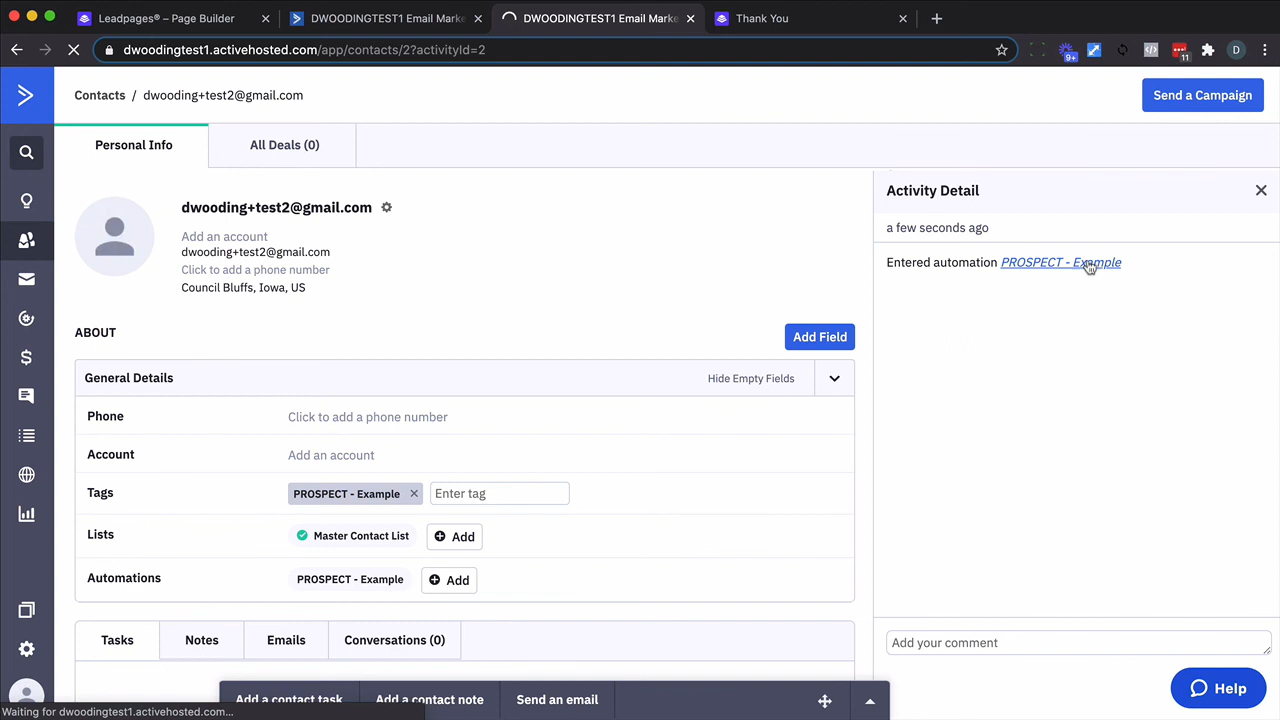 Leadpages® – Page Builder
DWOODINGTEST1 Email Marke
DWOODINGTEST1 Email Marke
Thank You
dwoodingtest1.activehosted.com/app/contacts/2?activityId=2
9+
11
D
Contacts / dwooding+test2@gmail.com
Send a Campaign
Personal Info
All Deals (0)
Activity Detail
dwooding+test2@gmail.com
a few seconds ago
Add an account
dwooding+test2@gmail.com
Entered automation PROSPECT - Example
Click to add a phone number
Council Bluffs, Iowa, US
ABOUT
Add Field
General Details
Hide Empty Fields
Phone
Click to add a phone number
Account
Add an account
Tags
PROSPECT - Example
Enter tag
Lists
Master Contact List
Add
Automations
PROSPECT - Example
Add
Tasks
Notes
Emails
Conversations (0)
Add your comment
Help
Add a contact task
Add a contact note
Send an email
Waiting for dwoodingtest1.activehosted.com...